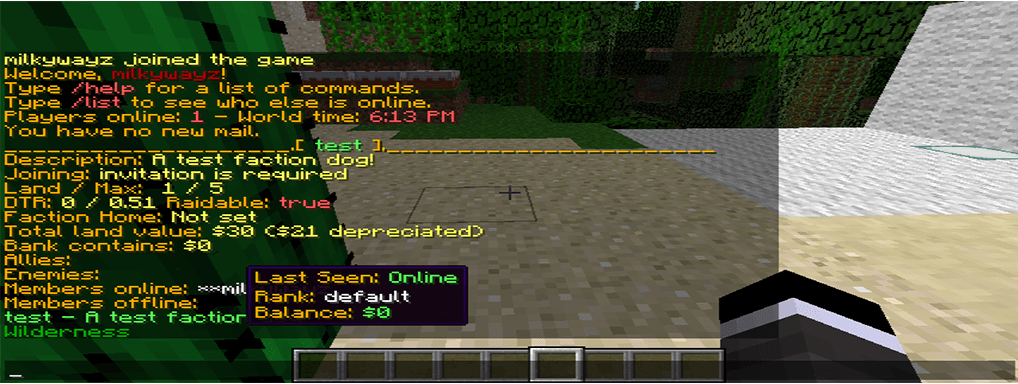 milkywayz joined the game
Welcome, milkywayz!
Type /help for a list of commands.
Type /list to see who else is online.
Players online: 1 - World time: 6:13 PM
You have no new mail.
______________________.[ test ].__________________________
Description: A test faction dog!
Joining: invitation is required
Land / Max: 1 / 5
DTR: 0 / 0.51 Raidable: true
Faction Home: Not set
Total land value: $30 ($21 depreciated)
Bank contains: $0
Allies:
Enemies:
Members online: **mil
Members offline:
test - A test faction
Wilderness
Last Seen: Online
Rank: default
Balance: $0
_